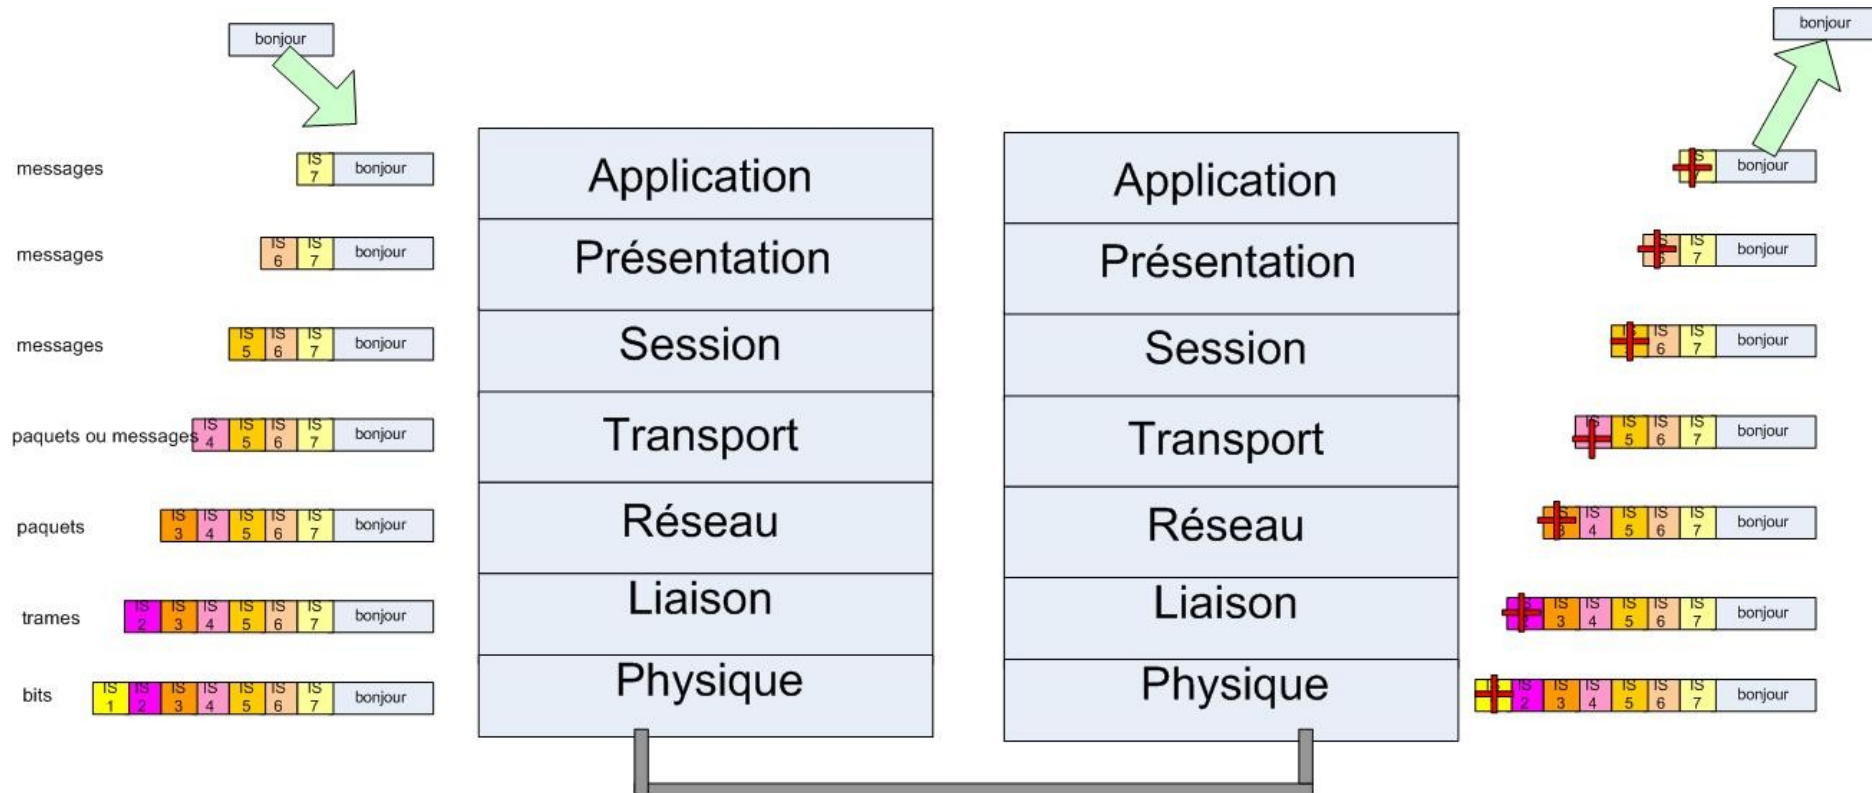 bonjour
bonjour
messages
IS 7 bonjour
Application
Application
bonjour
messages
IS 6 IS 7 bonjour
Présentation
Présentation
IS 7 bonjour
messages
IS 5 IS 6 IS 7 bonjour
Session
Session
IS 6 IS 7 bonjour
paquets ou messages
IS 4 IS 5 IS 6 IS 7 bonjour
Transport
Transport
IS 5 IS 6 IS 7 bonjour
paquets
IS 3 IS 4 IS 5 IS 6 IS 7 bonjour
Réseau
Réseau
IS 4 IS 5 IS 6 IS 7 bonjour
trames
IS 2 IS 3 IS 4 IS 5 IS 6 IS 7 bonjour
Liaison
Liaison
IS 3 IS 4 IS 5 IS 6 IS 7 bonjour
bits
IS 1 IS 2 IS 3 IS 4 IS 5 IS 6 IS 7 bonjour
Physique
Physique
IS 2 IS 3 IS 4 IS 5 IS 6 IS 7 bonjour